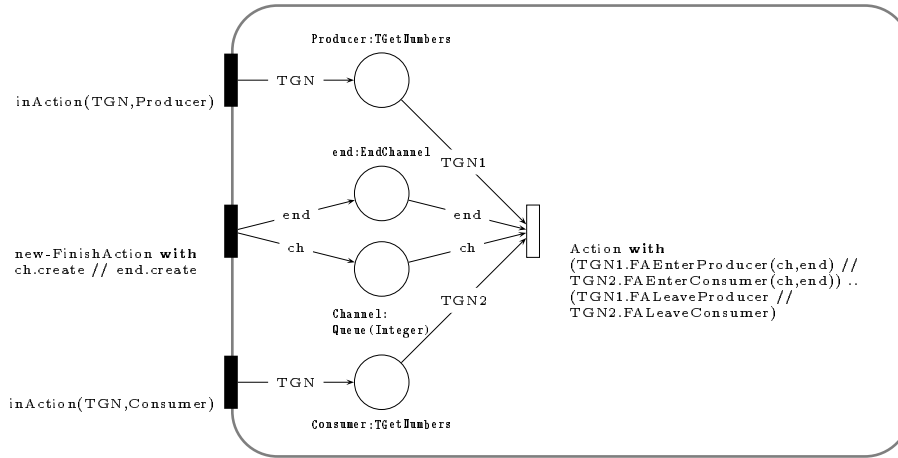 Producer:TGetNumbers
TGN
inAction(TGN,Producer)
end:EndChannel
TGN1
end
end
new-FinishAction with
ch.create // end.create
ch
ch
Action with
(TGN1.FAEnterProducer(ch,end) //
TGN2.FAEnterConsumer(ch,end)) ..
(TGN1.FALeaveProducer //
TGN2.FALeaveConsumer)
Channel:
Queue(Integer)
TGN2
TGN
inAction(TGN,Consumer)
Consumer:TGetNumbers